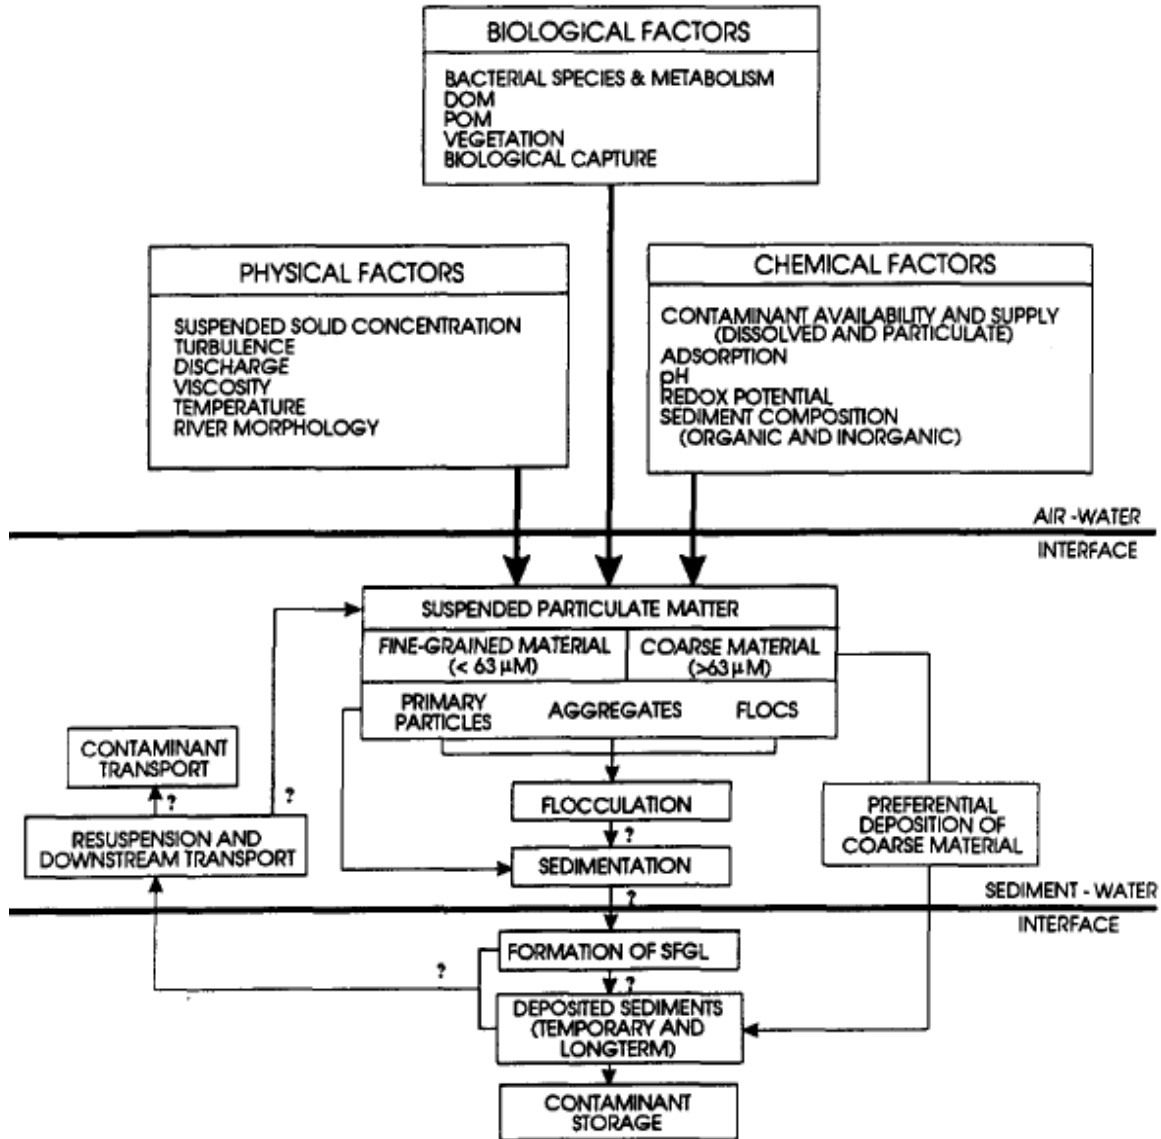 BIOLOGICAL FACTORS
BACTERIAL SPECIES & METABOLISM
DOM
POM
VEGETATION
BIOLOGICAL CAPTURE
PHYSICAL FACTORS
SUSPENDED SOLID CONCENTRATION
TURBULENCE
DISCHARGE
VISCOSITY
TEMPERATURE
RIVER MORPHOLOGY
CHEMICAL FACTORS
CONTAMINANT AVAILABILITY AND SUPPLY
(DISSOLVED AND PARTICULATE)
ADSORPTION
pH
REDOX POTENTIAL
SEDIMENT COMPOSITION
(ORGANIC AND INORGANIC)
AIR -WATER
INTERFACE
SUSPENDED PARTICULATE MATTER
FINE-GRAINED MATERIAL
(< 63 μM)
COARSE MATERIAL
(>63 μM)
PRIMARY
PARTICLES
AGGREGATES
FLOCS
CONTAMINANT
TRANSPORT
?
?
RESUSPENSION AND
DOWNSTREAM TRANSPORT
FLOCCULATION
?
SEDIMENTATION
PREFERENTIAL
DEPOSITION OF
COARSE MATERIAL
?
SEDIMENT - WATER
INTERFACE
FORMATION OF SFGL
?
?
DEPOSITED SEDIMENTS
(TEMPORARY AND
LONGTERM)
CONTAMINANT
STORAGE